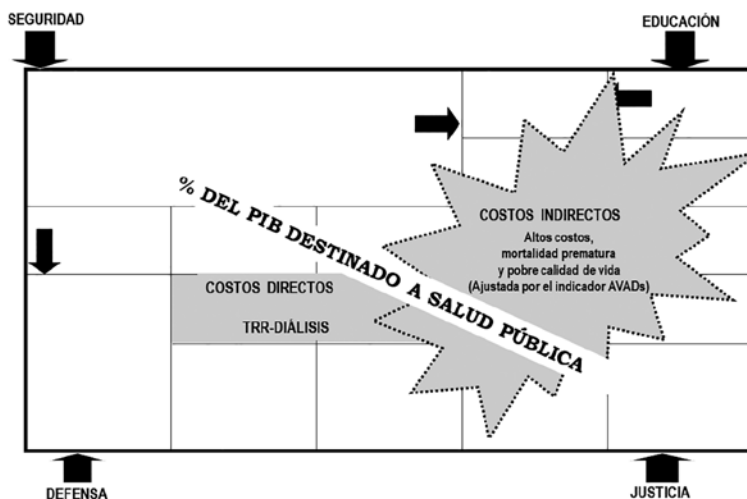 SEGURIDAD
EDUCACIÓN
% DEL PIB DESTINADO A SALUD PÚBLICA
COSTOS INDIRECTOS
Altos costos,
mortalidad prematura
y pobre calidad de vida
(Ajustada por el indicador AVADs)
COSTOS DIRECTOS
TRR-DIÁLISIS
DEFENSA
JUSTICIA